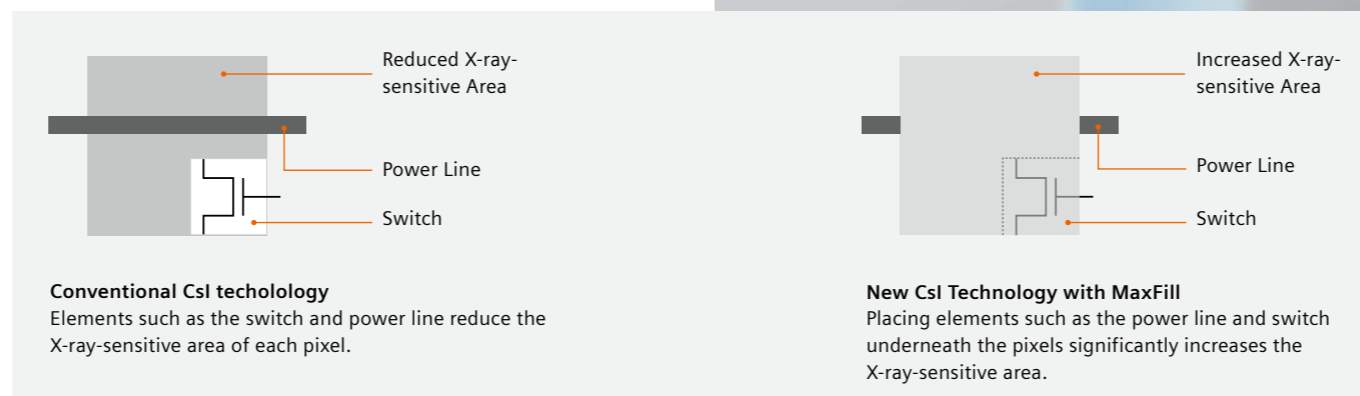 Reduced X-ray-
sensitive Area
Power Line
Switch
Conventional CsI techolology
Elements such as the switch and power line reduce the
X-ray-sensitive area of each pixel.
Increased X-ray-
sensitive Area
Power Line
Switch
New CsI Technology with MaxFill
Placing elements such as the power line and switch
underneath the pixels significantly increases the
X-ray-sensitive area.